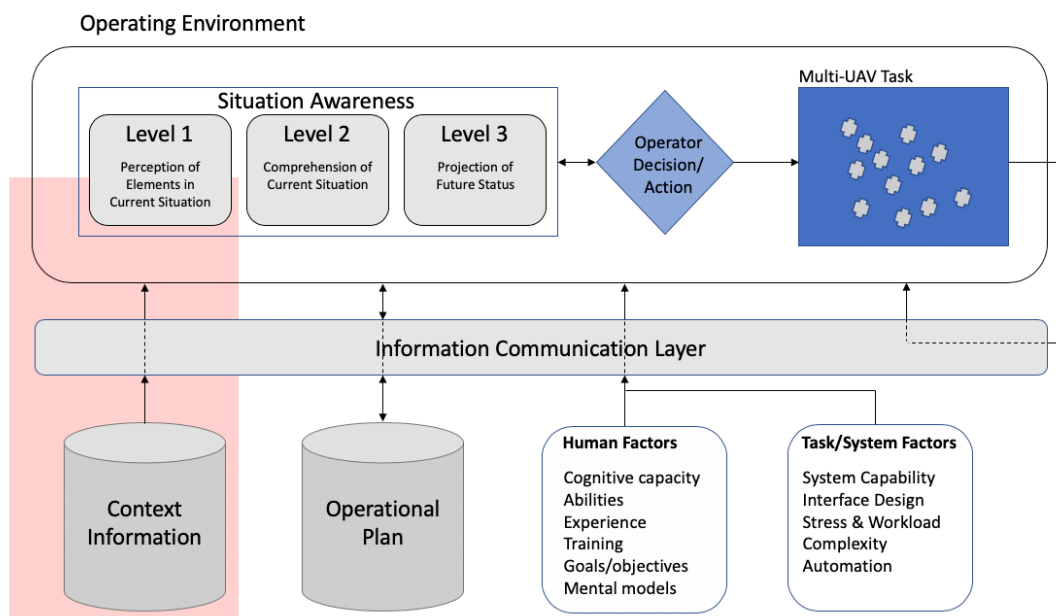 Operating Environment
Situation Awareness
Level 1
Perception of
Elements in
Current Situation
Level 2
Comprehension of
Current Situation
Level 3
Projection of
Future Status
Operator
Decision/
Action
Multi-UAV Task
Information Communication Layer
Context
Information
Operational
Plan
Human Factors
Cognitive capacity
Abilities
Experience
Training
Goals/objectives
Mental models
Task/System Factors
System Capability
Interface Design
Stress & Workload
Complexity
Automation